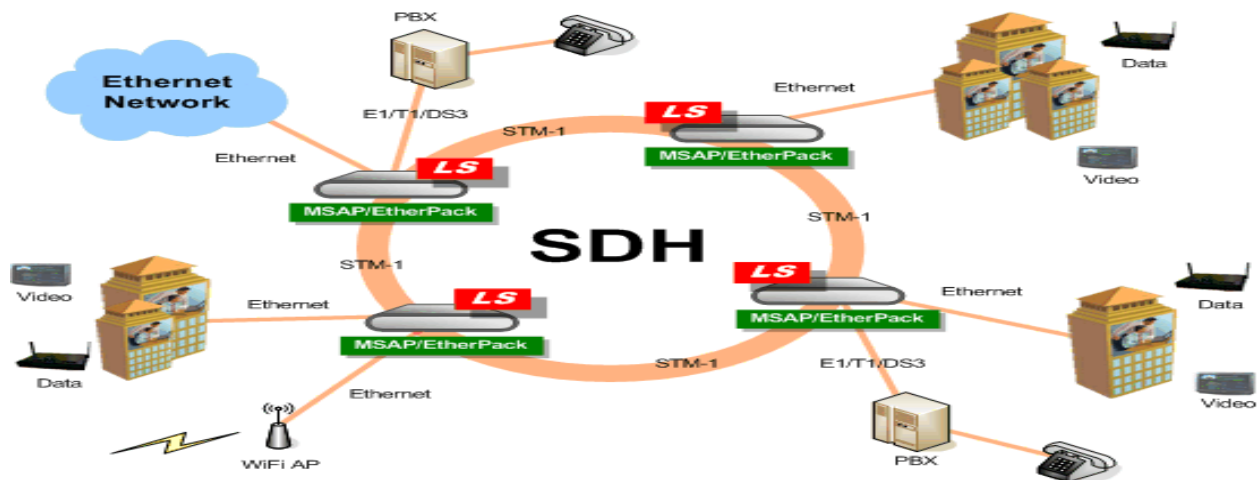 PBX
Ethernet
Network
E1/T1/DS3
Ethernet
STM-1
LS
MSAP/EtherPack
LS
MSAP/EtherPack
Ethernet
Data
Video
STM-1
SDH
STM-1
Video
Data
Ethernet
LS
MSAP/EtherPack
Ethernet
WiFi AP
STM-1
LS
MSAP/EtherPack
Ethernet
Data
Video
E1/T1/DS3
PBX